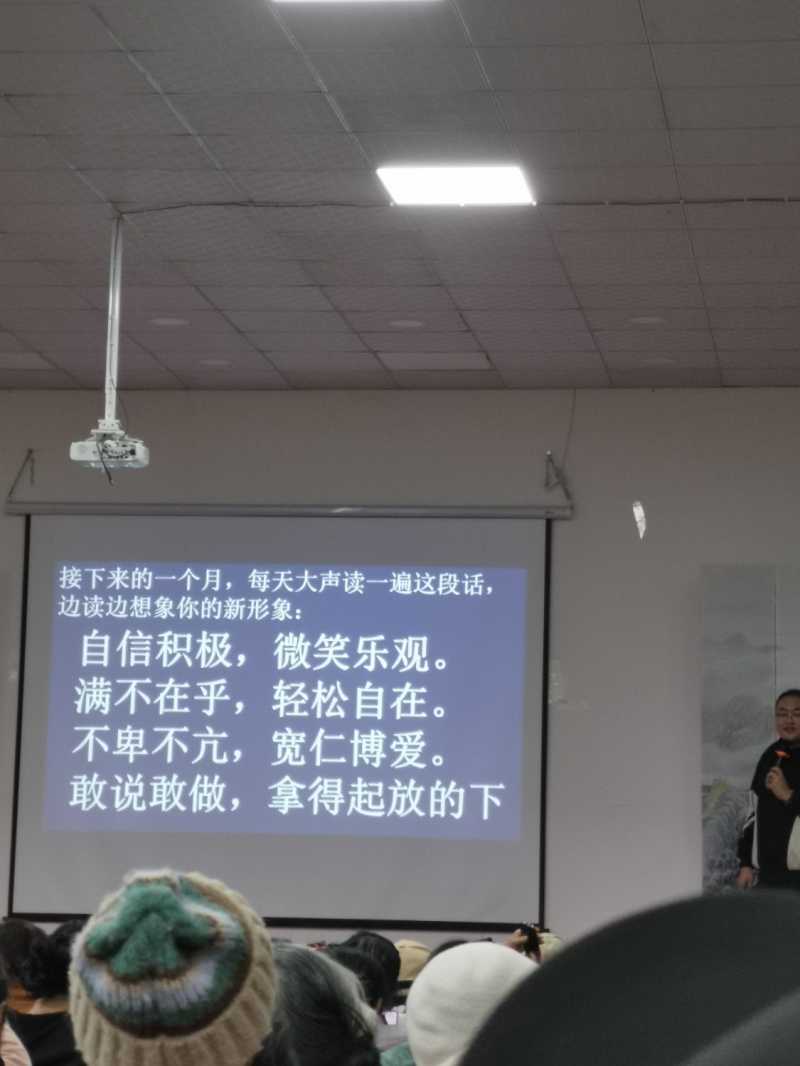 接下来的一个月，每天大声读一遍这段话，
边读边想象你的新形象：
自信积极，微笑乐观。
满不在乎，轻松自在。
不卑不亢，宽仁博爱。
敢说敢做，拿得起放的下